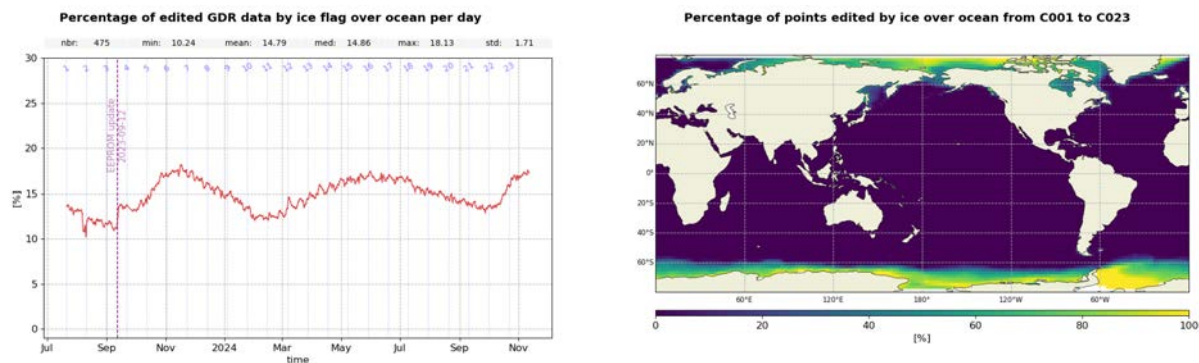 Percentage of edited GDR data by ice flag over ocean per day
nbr: 475 min: 10.24 mean: 14.79 med: 14.86 max: 18.13 std: 1.71
30
25
20
15
10
5
0
[%]
1 2 3 4 5 6 7 8 9 10 11 12 13 14 15 16 17 18 19 20 21 22 23
EEPROM update
2023-09-12
Jul Sep Nov 2024 Mar May Jul Sep Nov
time
Percentage of points edited by ice over ocean from C001 to C023
60°N
40°N
20°N
0°
20°S
40°S
60°S
60°E 120°E 180° 120°W 60°W
0 20 40 60 80 100
[%]